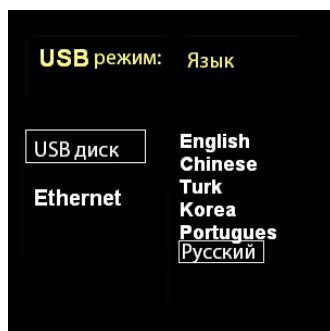 USB режим:
Язык
USB диск
Ethernet
English
Chinese
Turk
Korea
Portugues
Русский